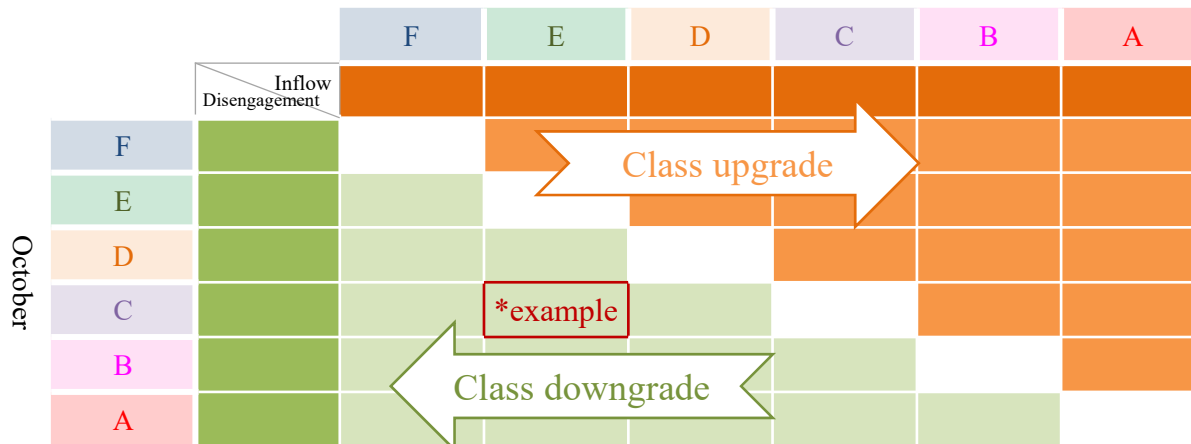 F E D C B A
Inflow
Disengagement
F
Class upgrade
E
D
October
C
*example
B
Class downgrade
A